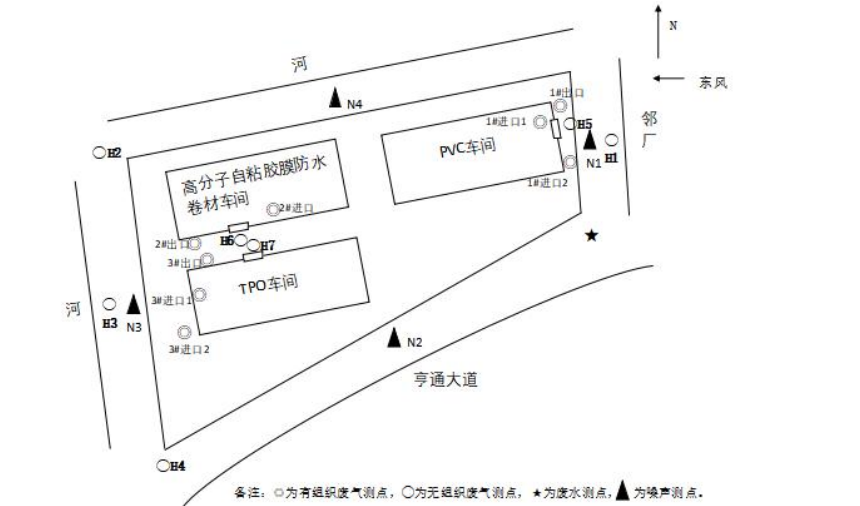 N
河
东风
1#出口
N4
1#进口1
H5
邻厂
PVC车间
H2
N1
H1
高分子自粘胶膜防水
卷材车间
1#进口2
2#进口
2#出口
H6
H7
3#出口
TPO车间
3#进口1
河
H3
N3
N2
3#进口2
亨通大道
H4
备注：◎为有组织废气测点，○为无组织废气测点，★为废水测点，▲为噪声测点。